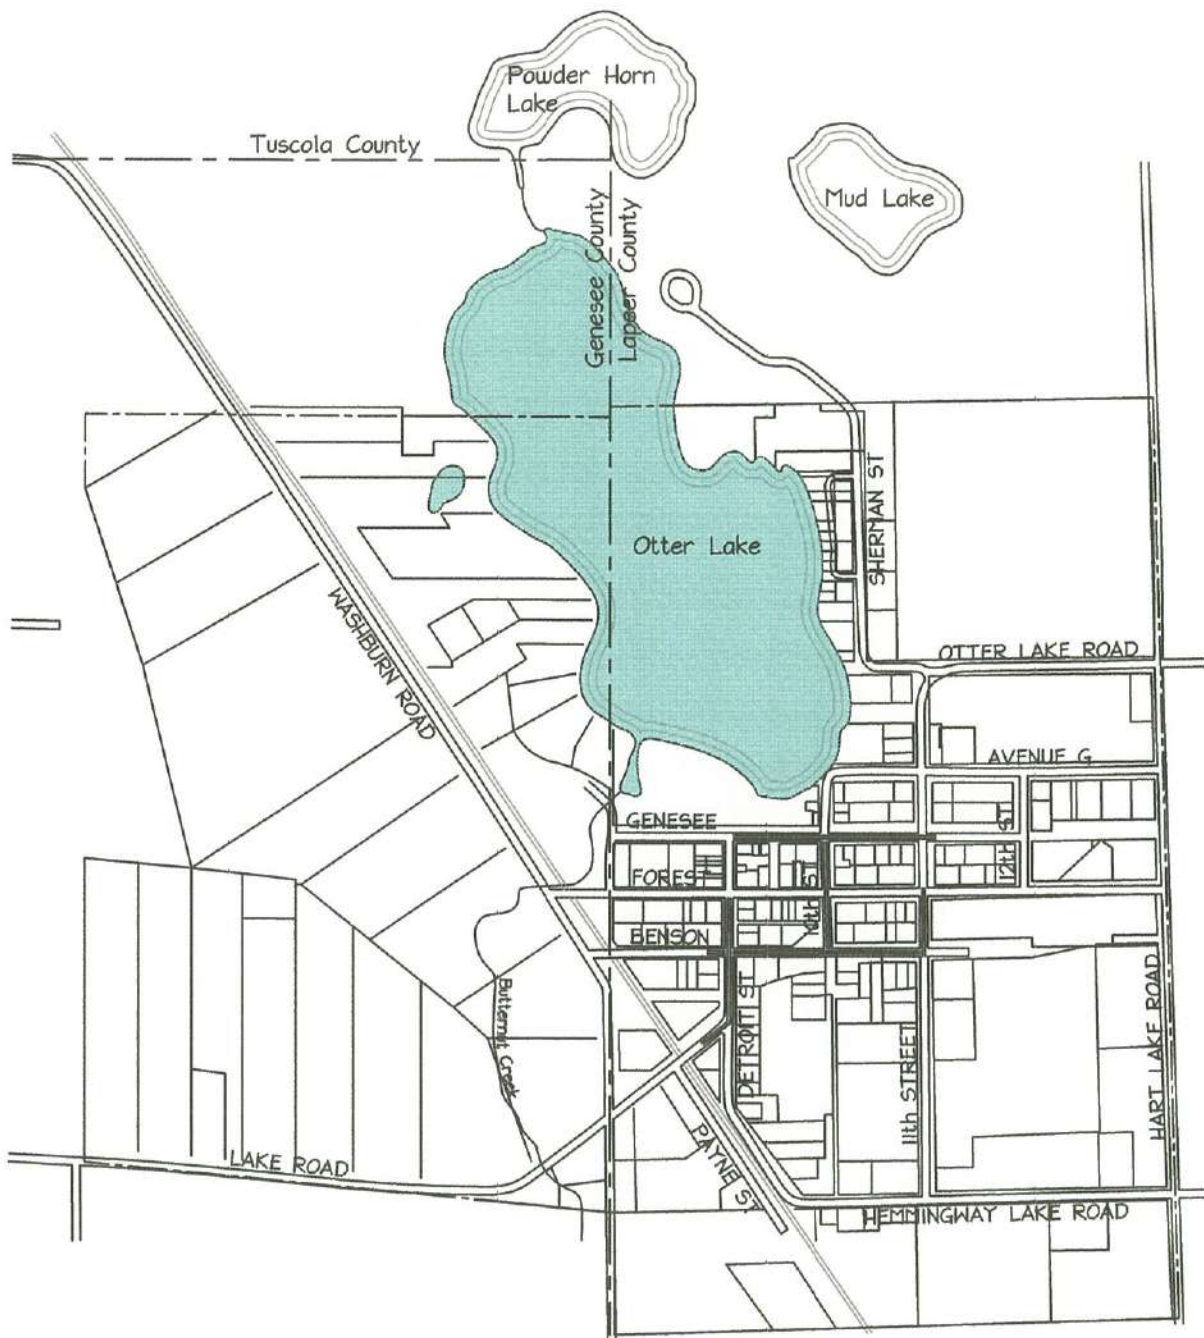 Powder Horn
Lake
Tuscola County
Mud Lake
Genesee County
Lapeer County
Otter Lake
SHERMAN ST
WASHBURN ROAD
OTTER LAKE ROAD
AVENUE G
GENESEE
12th ST
FOREST
10th S
BENSON
Butternut Creek
DETROIT ST
11th STREET
HART LAKE ROAD
LAKE ROAD
PAYNE ST
HEMMINGWAY LAKE ROAD